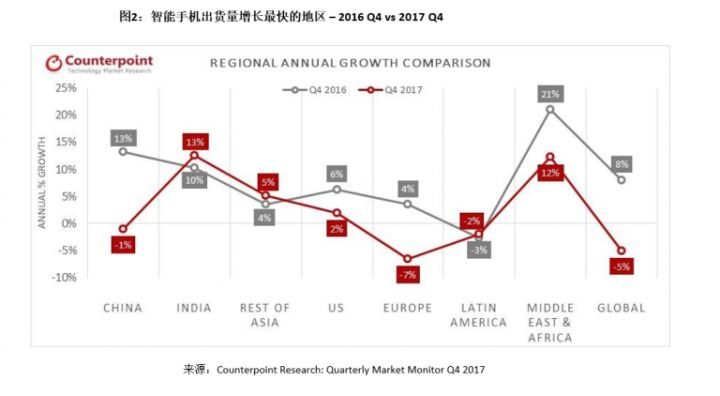 图2：智能手机出货量增长最快的地区 – 2016 Q4 vs 2017 Q4
Counterpoint
Technology Market Research
REGIONAL ANNUAL GROWTH COMPARISON
Q4 2016 Q4 2017
ANNUAL % GROWTH
25%
20%
15%
10%
5%
0%
-5%
-10%
13% 10% 4% 6% 4% -3% 21% 8%
-1% 13% 5% 2% -7% -2% 12% -5%
CHINA INDIA REST OF ASIA US EUROPE LATIN AMERICA MIDDLE EAST & AFRICA GLOBAL
来源：Counterpoint Research: Quarterly Market Monitor Q4 2017